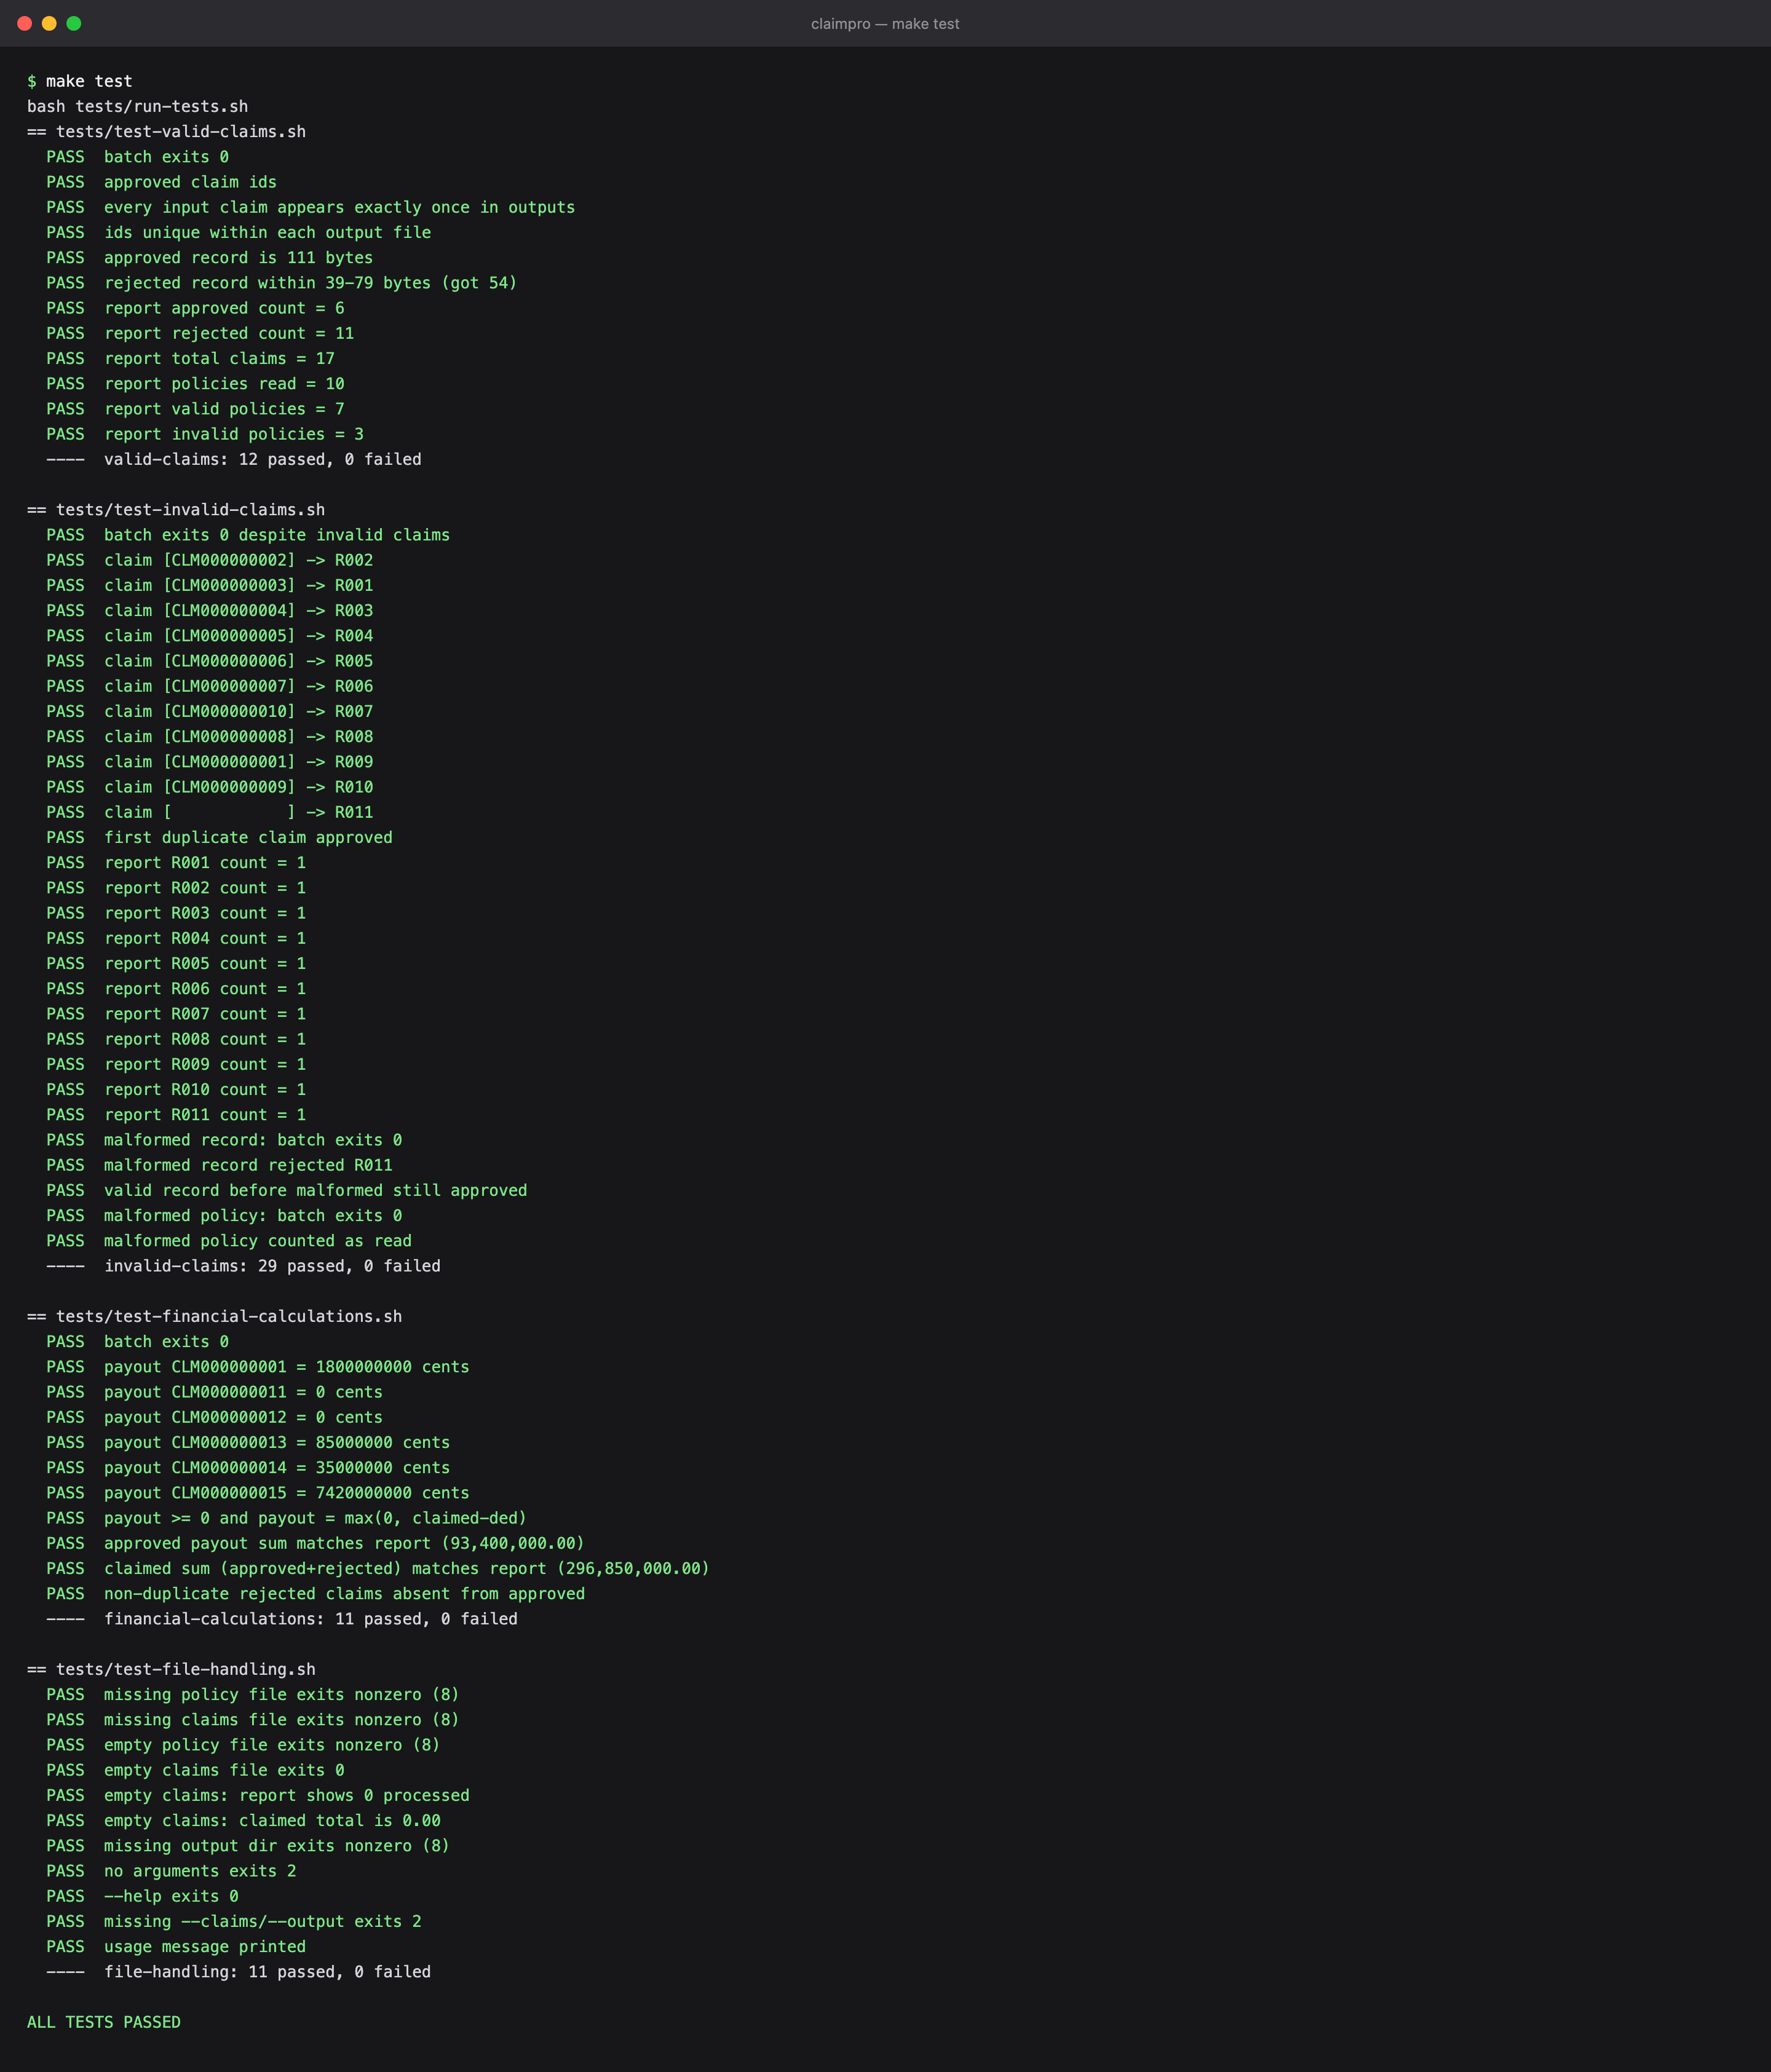 claimpro — make test
$ make test
bash tests/run-tests.sh
== tests/test-valid-claims.sh
  PASS  batch exits 0
  PASS  approved claim ids
  PASS  every input claim appears exactly once in outputs
  PASS  ids unique within each output file
  PASS  approved record is 111 bytes
  PASS  rejected record within 39-79 bytes (got 54)
  PASS  report approved count = 6
  PASS  report rejected count = 11
  PASS  report total claims = 17
  PASS  report policies read = 10
  PASS  report valid policies = 7
  PASS  report invalid policies = 3
  ----  valid-claims: 12 passed, 0 failed

== tests/test-invalid-claims.sh
  PASS  batch exits 0 despite invalid claims
  PASS  claim [CLM000000002] -> R002
  PASS  claim [CLM000000003] -> R001
  PASS  claim [CLM000000004] -> R003
  PASS  claim [CLM000000005] -> R004
  PASS  claim [CLM000000006] -> R005
  PASS  claim [CLM000000007] -> R006
  PASS  claim [CLM000000010] -> R007
  PASS  claim [CLM000000008] -> R008
  PASS  claim [CLM000000001] -> R009
  PASS  claim [CLM000000009] -> R010
  PASS  claim [            ] -> R011
  PASS  first duplicate claim approved
  PASS  report R001 count = 1
  PASS  report R002 count = 1
  PASS  report R003 count = 1
  PASS  report R004 count = 1
  PASS  report R005 count = 1
  PASS  report R006 count = 1
  PASS  report R007 count = 1
  PASS  report R008 count = 1
  PASS  report R009 count = 1
  PASS  report R010 count = 1
  PASS  report R011 count = 1
  PASS  malformed record: batch exits 0
  PASS  malformed record rejected R011
  PASS  valid record before malformed still approved
  PASS  malformed policy: batch exits 0
  PASS  malformed policy counted as read
  ----  invalid-claims: 29 passed, 0 failed

== tests/test-financial-calculations.sh
  PASS  batch exits 0
  PASS  payout CLM000000001 = 1800000000 cents
  PASS  payout CLM000000011 = 0 cents
  PASS  payout CLM000000012 = 0 cents
  PASS  payout CLM000000013 = 85000000 cents
  PASS  payout CLM000000014 = 35000000 cents
  PASS  payout CLM000000015 = 7420000000 cents
  PASS  payout >= 0 and payout = max(0, claimed-ded)
  PASS  approved payout sum matches report (93,400,000.00)
  PASS  claimed sum (approved+rejected) matches report (296,850,000.00)
  PASS  non-duplicate rejected claims absent from approved
  ----  financial-calculations: 11 passed, 0 failed

== tests/test-file-handling.sh
  PASS  missing policy file exits nonzero (8)
  PASS  missing claims file exits nonzero (8)
  PASS  empty policy file exits nonzero (8)
  PASS  empty claims file exits 0
  PASS  empty claims: report shows 0 processed
  PASS  empty claims: claimed total is 0.00
  PASS  missing output dir exits nonzero (8)
  PASS  no arguments exits 2
  PASS  --help exits 0
  PASS  missing --claims/--output exits 2
  PASS  usage message printed
  ----  file-handling: 11 passed, 0 failed

ALL TESTS PASSED